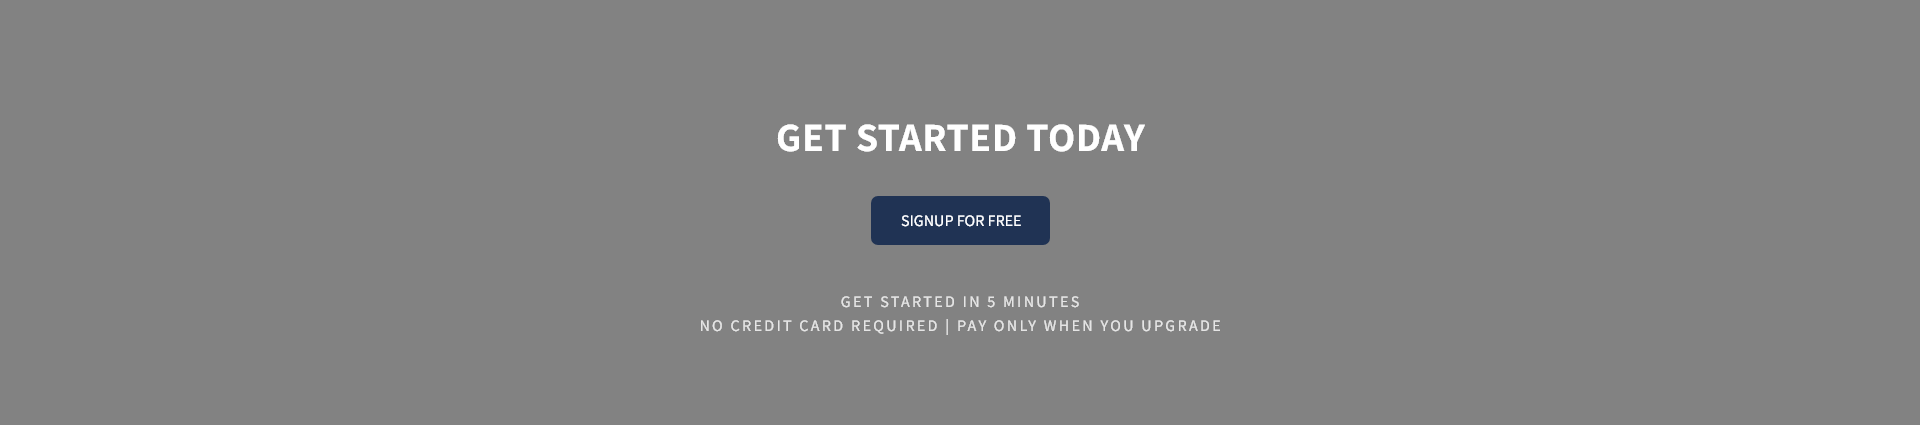 GET STARTED TODAY
SIGNUP FOR FREE
GET STARTED IN 5 MINUTES
NO CREDIT CARD REQUIRED | PAY ONLY WHEN YOU UPGRADE